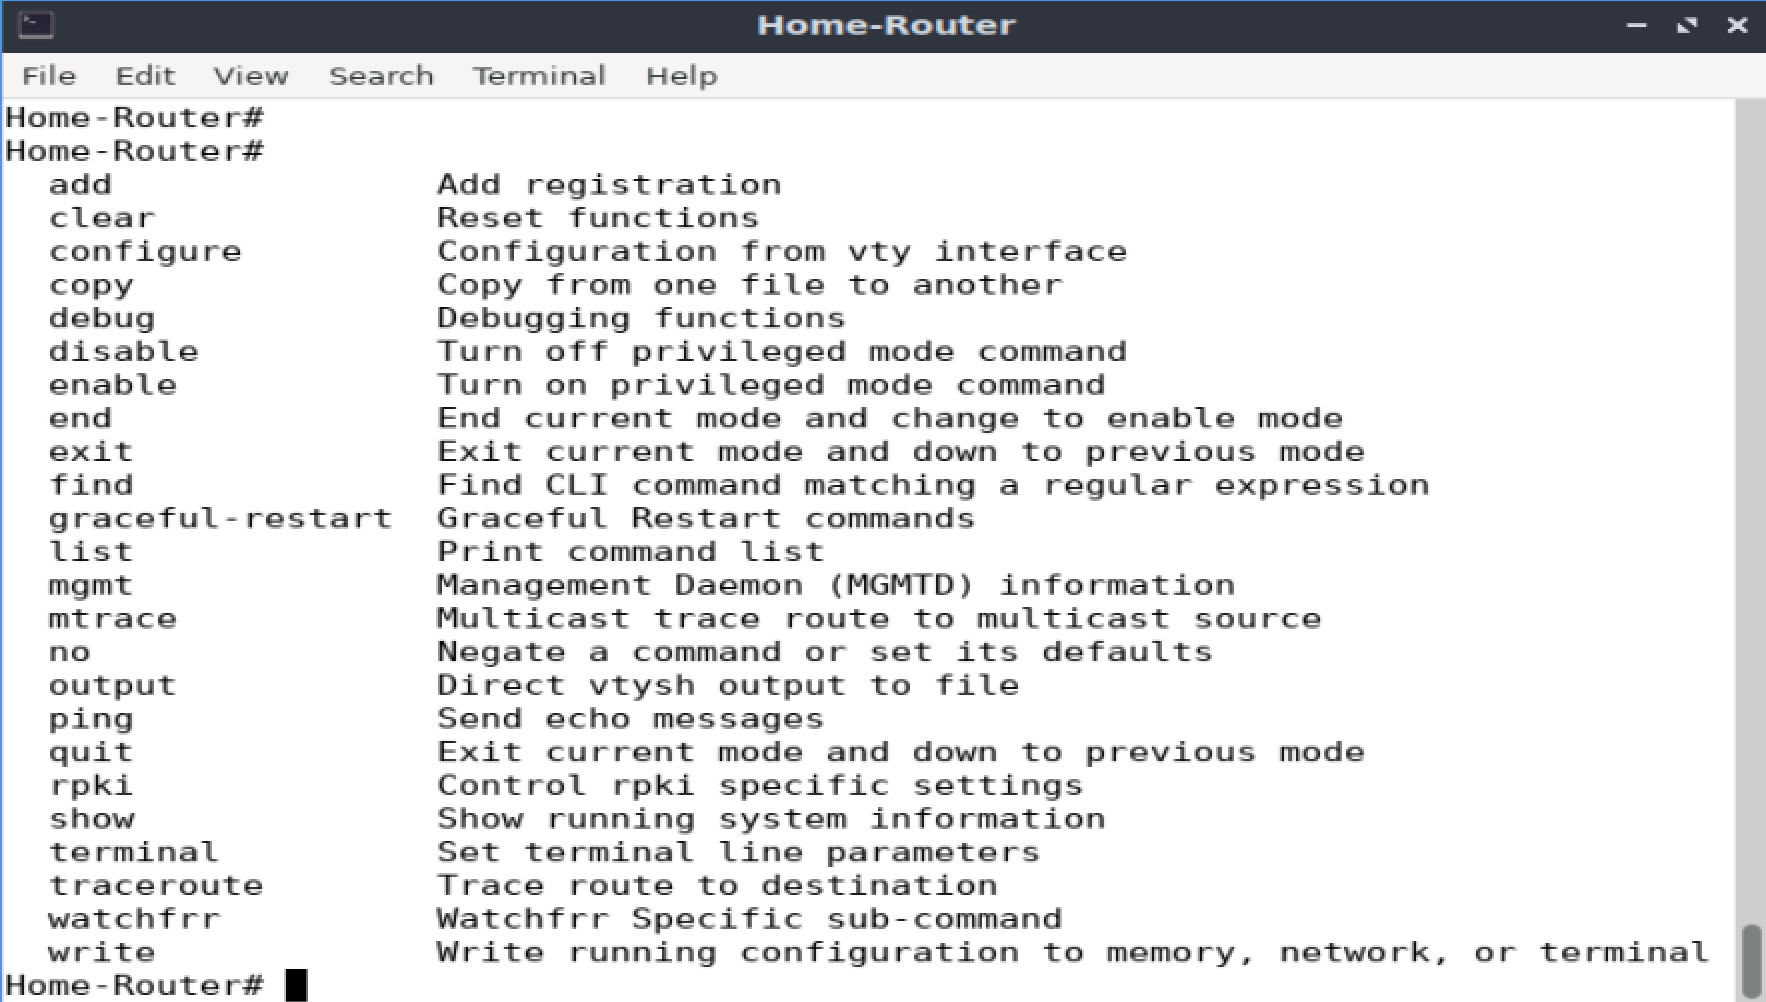 Home-Router
File Edit View Search Terminal Help
Home-Router#
Home-Router#
  add               Add registration
  clear             Reset functions
  configure         Configuration from vty interface
  copy              Copy from one file to another
  debug             Debugging functions
  disable           Turn off privileged mode command
  enable            Turn on privileged mode command
  end               End current mode and change to enable mode
  exit              Exit current mode and down to previous mode
  find              Find CLI command matching a regular expression
  graceful-restart  Graceful Restart commands
  list              Print command list
  mgmt              Management Daemon (MGMTD) information
  mtrace            Multicast trace route to multicast source
  no                Negate a command or set its defaults
  output            Direct vtysh output to file
  ping              Send echo messages
  quit              Exit current mode and down to previous mode
  rpki              Control rpki specific settings
  show              Show running system information
  terminal          Set terminal line parameters
  traceroute        Trace route to destination
  watchfrr          Watchfrr Specific sub-command
  write             Write running configuration to memory, network, or terminal
Home-Router#